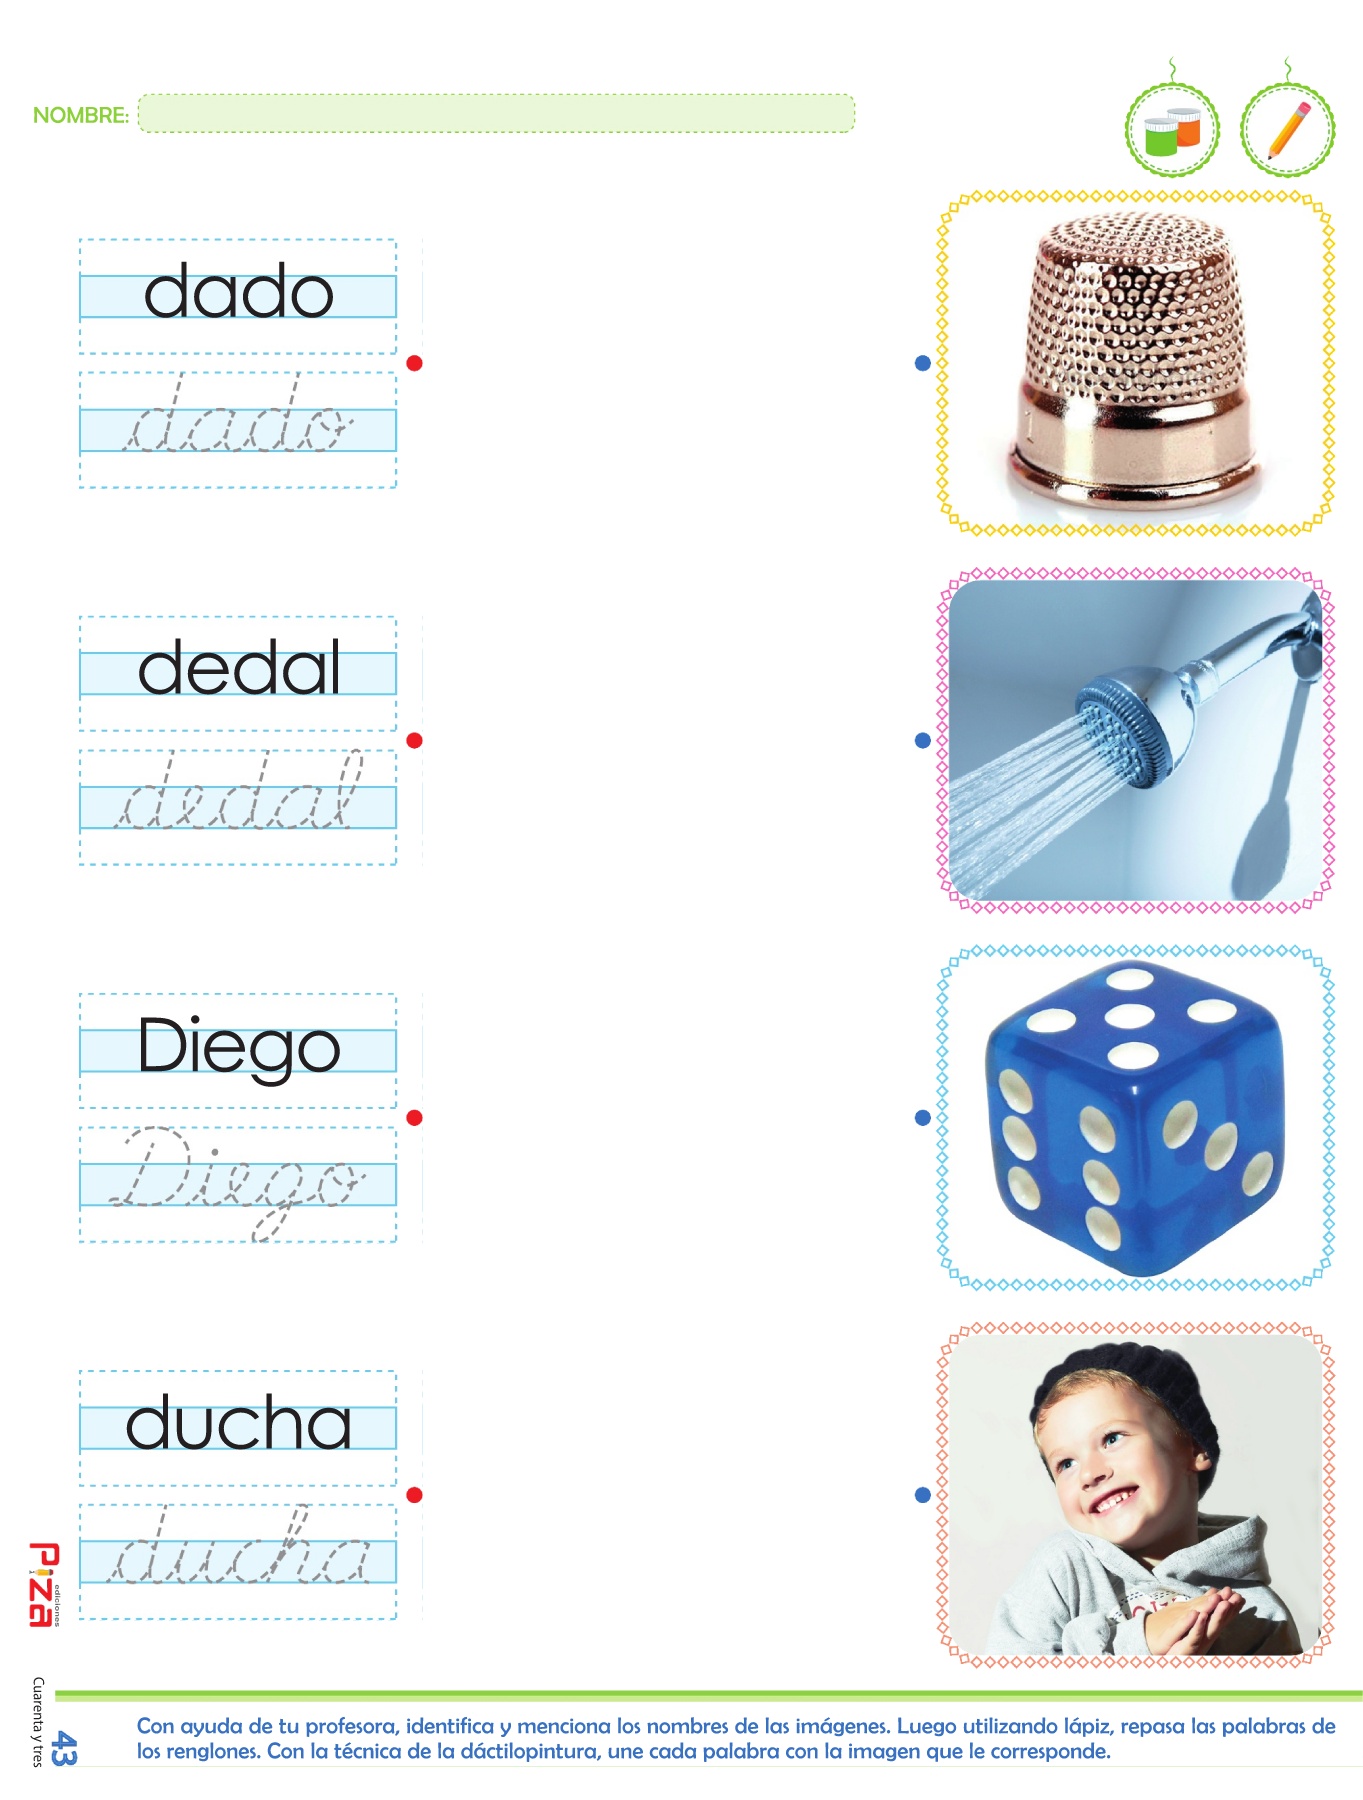 NOMBRE:
dado
dado
dedal
dedal
Diego
Diego
ducha
ducha
Piza
ediciones
Cuarenta y tres
43
Con ayuda de tu profesora, identifica y menciona los nombres de las imágenes. Luego utilizando lápiz, repasa las palabras de
los renglones. Con la técnica de la dáctilopintura, une cada palabra con la imagen que le corresponde.